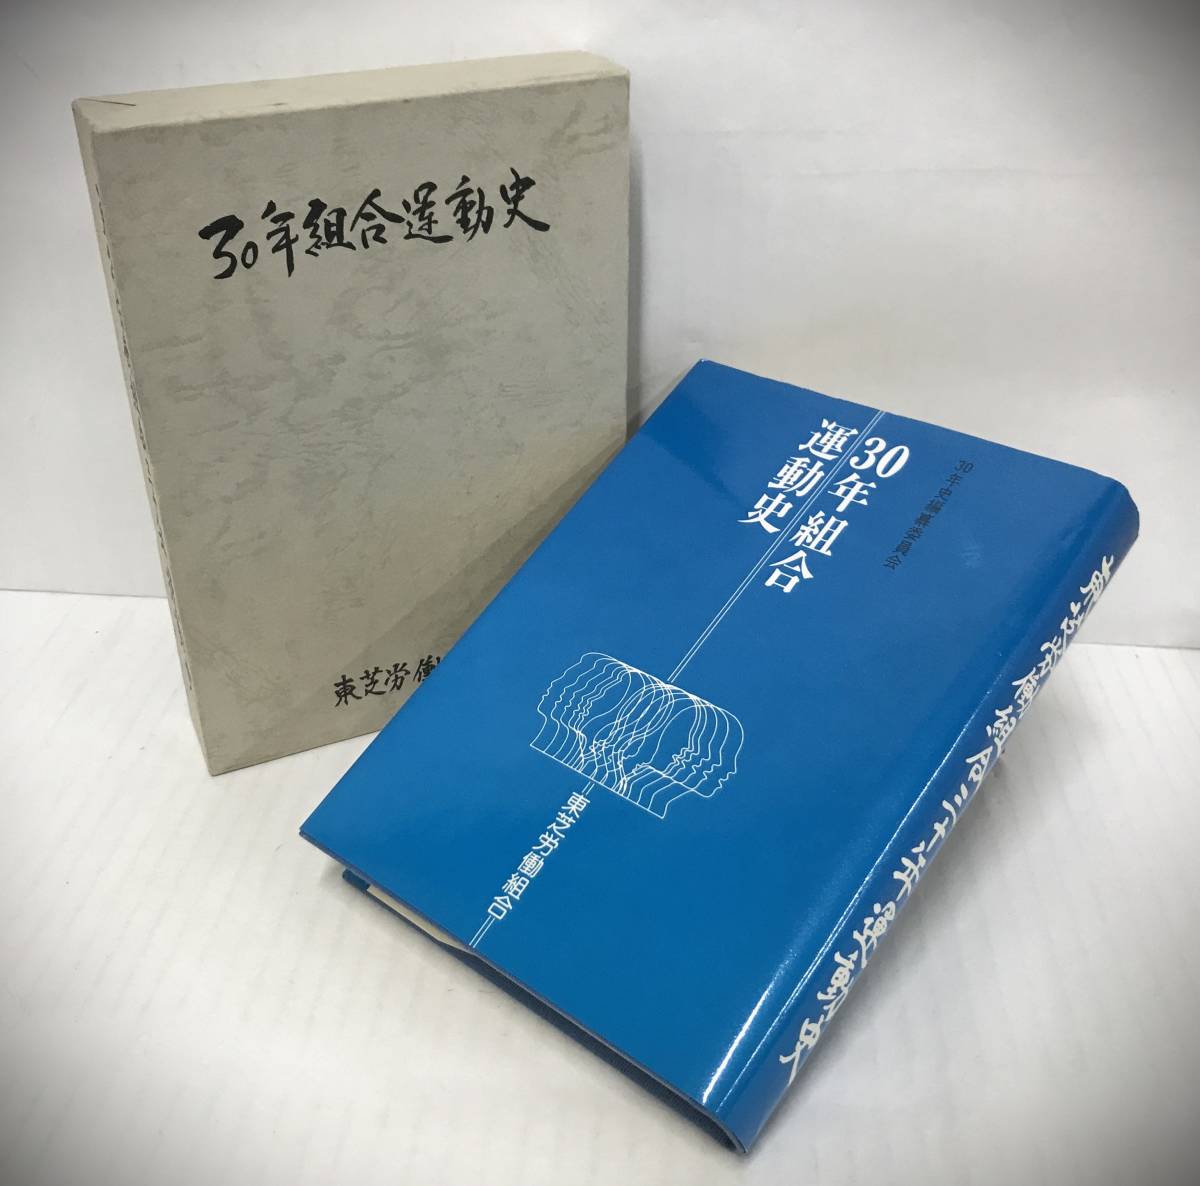 30年組合運動史
東芝労働
30年史編纂委員会
30年組合
運動史
東芝労働組合
東芝労働組合三十年運動史